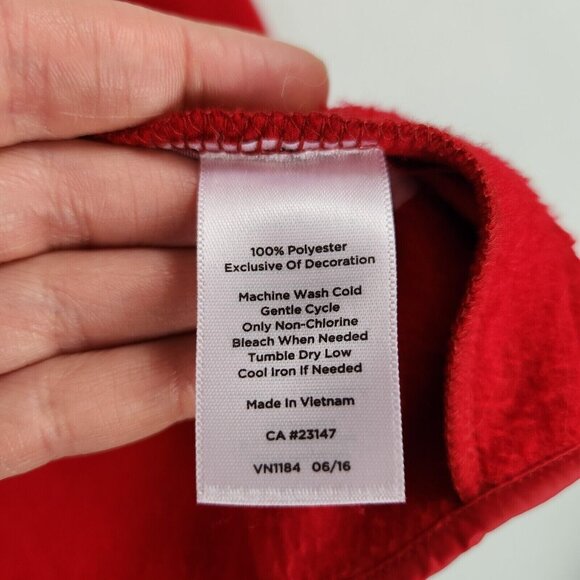 100% Polyester
Exclusive Of Decoration
Machine Wash Cold
Gentle Cycle
Only Non-Chlorine
Bleach When Needed
Tumble Dry Low
Cool Iron If Needed
Made In Vietnam
CA #23147
VN1184 06/16